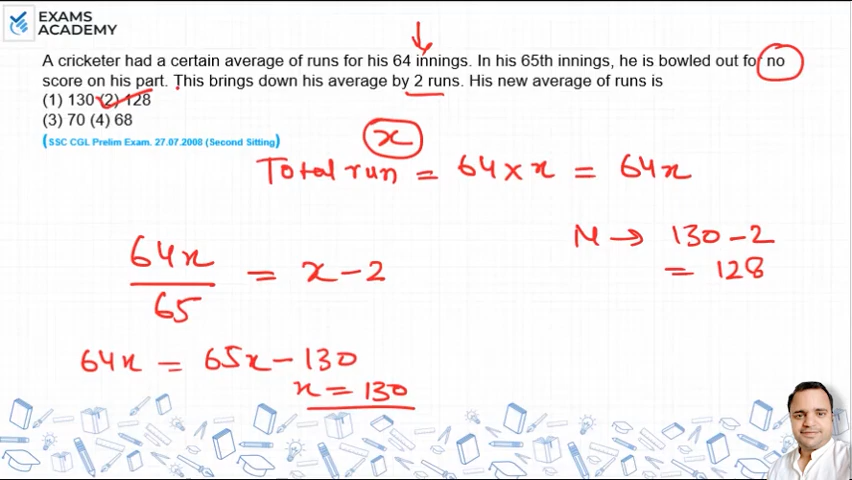 EXAMS
ACADEMY
A cricketer had a certain average of runs for his 64 innings. In his 65th innings, he is bowled out for no
score on his part. This brings down his average by 2 runs. His new average of runs is
(1) 130 (2) 128
(3) 70 (4) 68
(SSC CGL Prelim Exam. 27.07.2008 (Second Sitting)
x
Total run = 64 × x = 64x
N → 130 - 2
= 128
64x
65
= x - 2
64x = 65x - 130
x = 130